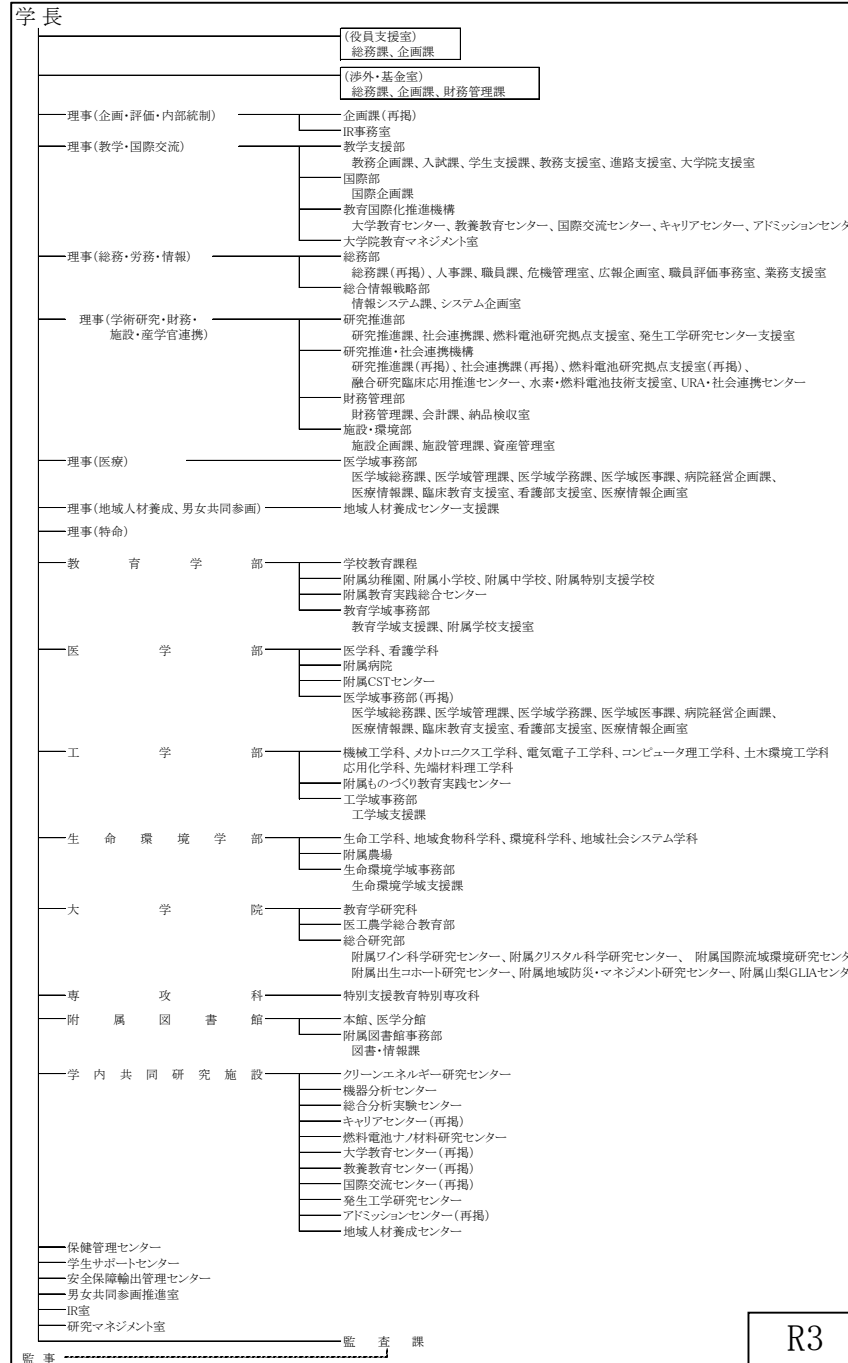 学長
(役員支援室)
総務課、企画課
(渉外・基金室)
総務課、企画課、財務管理課
理事(企画・評価・内部統制)
企画課(再掲)
IR事務室
理事(教学・国際交流)
教学支援部
教務企画課、入試課、学生支援課、教務支援室、進路支援室、大学院支援室
国際部
国際企画課
教育国際化推進機構
大学教育センター、教養教育センター、国際交流センター、キャリアセンター、アドミッションセンタ
大学院教育マネジメント室
理事(総務・労務・情報)
総務部
総務課(再掲)、人事課、職員課、危機管理室、広報企画室、職員評価事務室、業務支援室
総合情報戦略部
情報システム課、システム企画室
理事(学術研究・財務・
施設・産学官連携)
研究推進部
研究推進課、社会連携課、燃料電池研究拠点支援室、発生工学研究センター支援室
研究推進・社会連携機構
研究推進課(再掲)、社会連携課(再掲)、燃料電池研究拠点支援室(再掲)、
融合研究臨床応用推進センター、水素・燃料電池技術支援室、URA・社会連携センター
財務管理部
財務管理課、会計課、納品検収室
施設・環境部
施設企画課、施設管理課、資産管理室
理事(医療)
医学域事務部
医学域総務課、医学域管理課、医学域学務課、医学域医事課、病院経営企画課、
医療情報課、臨床教育支援室、看護部支援室、医療情報企画室
理事(地域人材養成、男女共同参画)
地域人材養成センター支援課
理事(特命)
教育学部
学校教育課程
附属幼稚園、附属小学校、附属中学校、附属特別支援学校
附属教育実践総合センター
教育学域事務部
教育学域支援課、附属学校支援室
医学部
医学科、看護学科
附属病院
附属CSTセンター
医学域事務部(再掲)
医学域総務課、医学域管理課、医学域学務課、医学域医事課、病院経営企画課、
医療情報課、臨床教育支援室、看護部支援室、医療情報企画室
工学部
機械工学科、メカトロニクス工学科、電気電子工学科、コンピュータ理工学科、土木環境工学科
応用化学科、先端材料理工学科
附属ものづくり教育実践センター
工学域事務部
工学域支援課
生命環境学部
生命工学科、地域食物科学科、環境科学科、地域社会システム学科
附属農場
生命環境学域事務部
生命環境学域支援課
大学院
教育学研究科
医工農学総合教育部
総合研究部
附属ワイン科学研究センター、附属クリスタル科学研究センター、 附属国際流域環境研究センタ
附属出生コホート研究センター、附属地域防災・マネジメント研究センター、附属山梨GLIAセンタ
専攻科
特別支援教育特別専攻科
附属図書館
本館、医学分館
附属図書館事務部
図書・情報課
学内共同研究施設
クリーンエネルギー研究センター
機器分析センター
総合分析実験センター
キャリアセンター(再掲)
燃料電池ナノ材料研究センター
大学教育センター(再掲)
教養教育センター(再掲)
国際交流センター(再掲)
発生工学研究センター
アドミッションセンター(再掲)
地域人材養成センター
保健管理センター
学生サポートセンター
安全保障輸出管理センター
男女共同参画推進室
IR室
研究マネジメント室
監査課
監事
R3